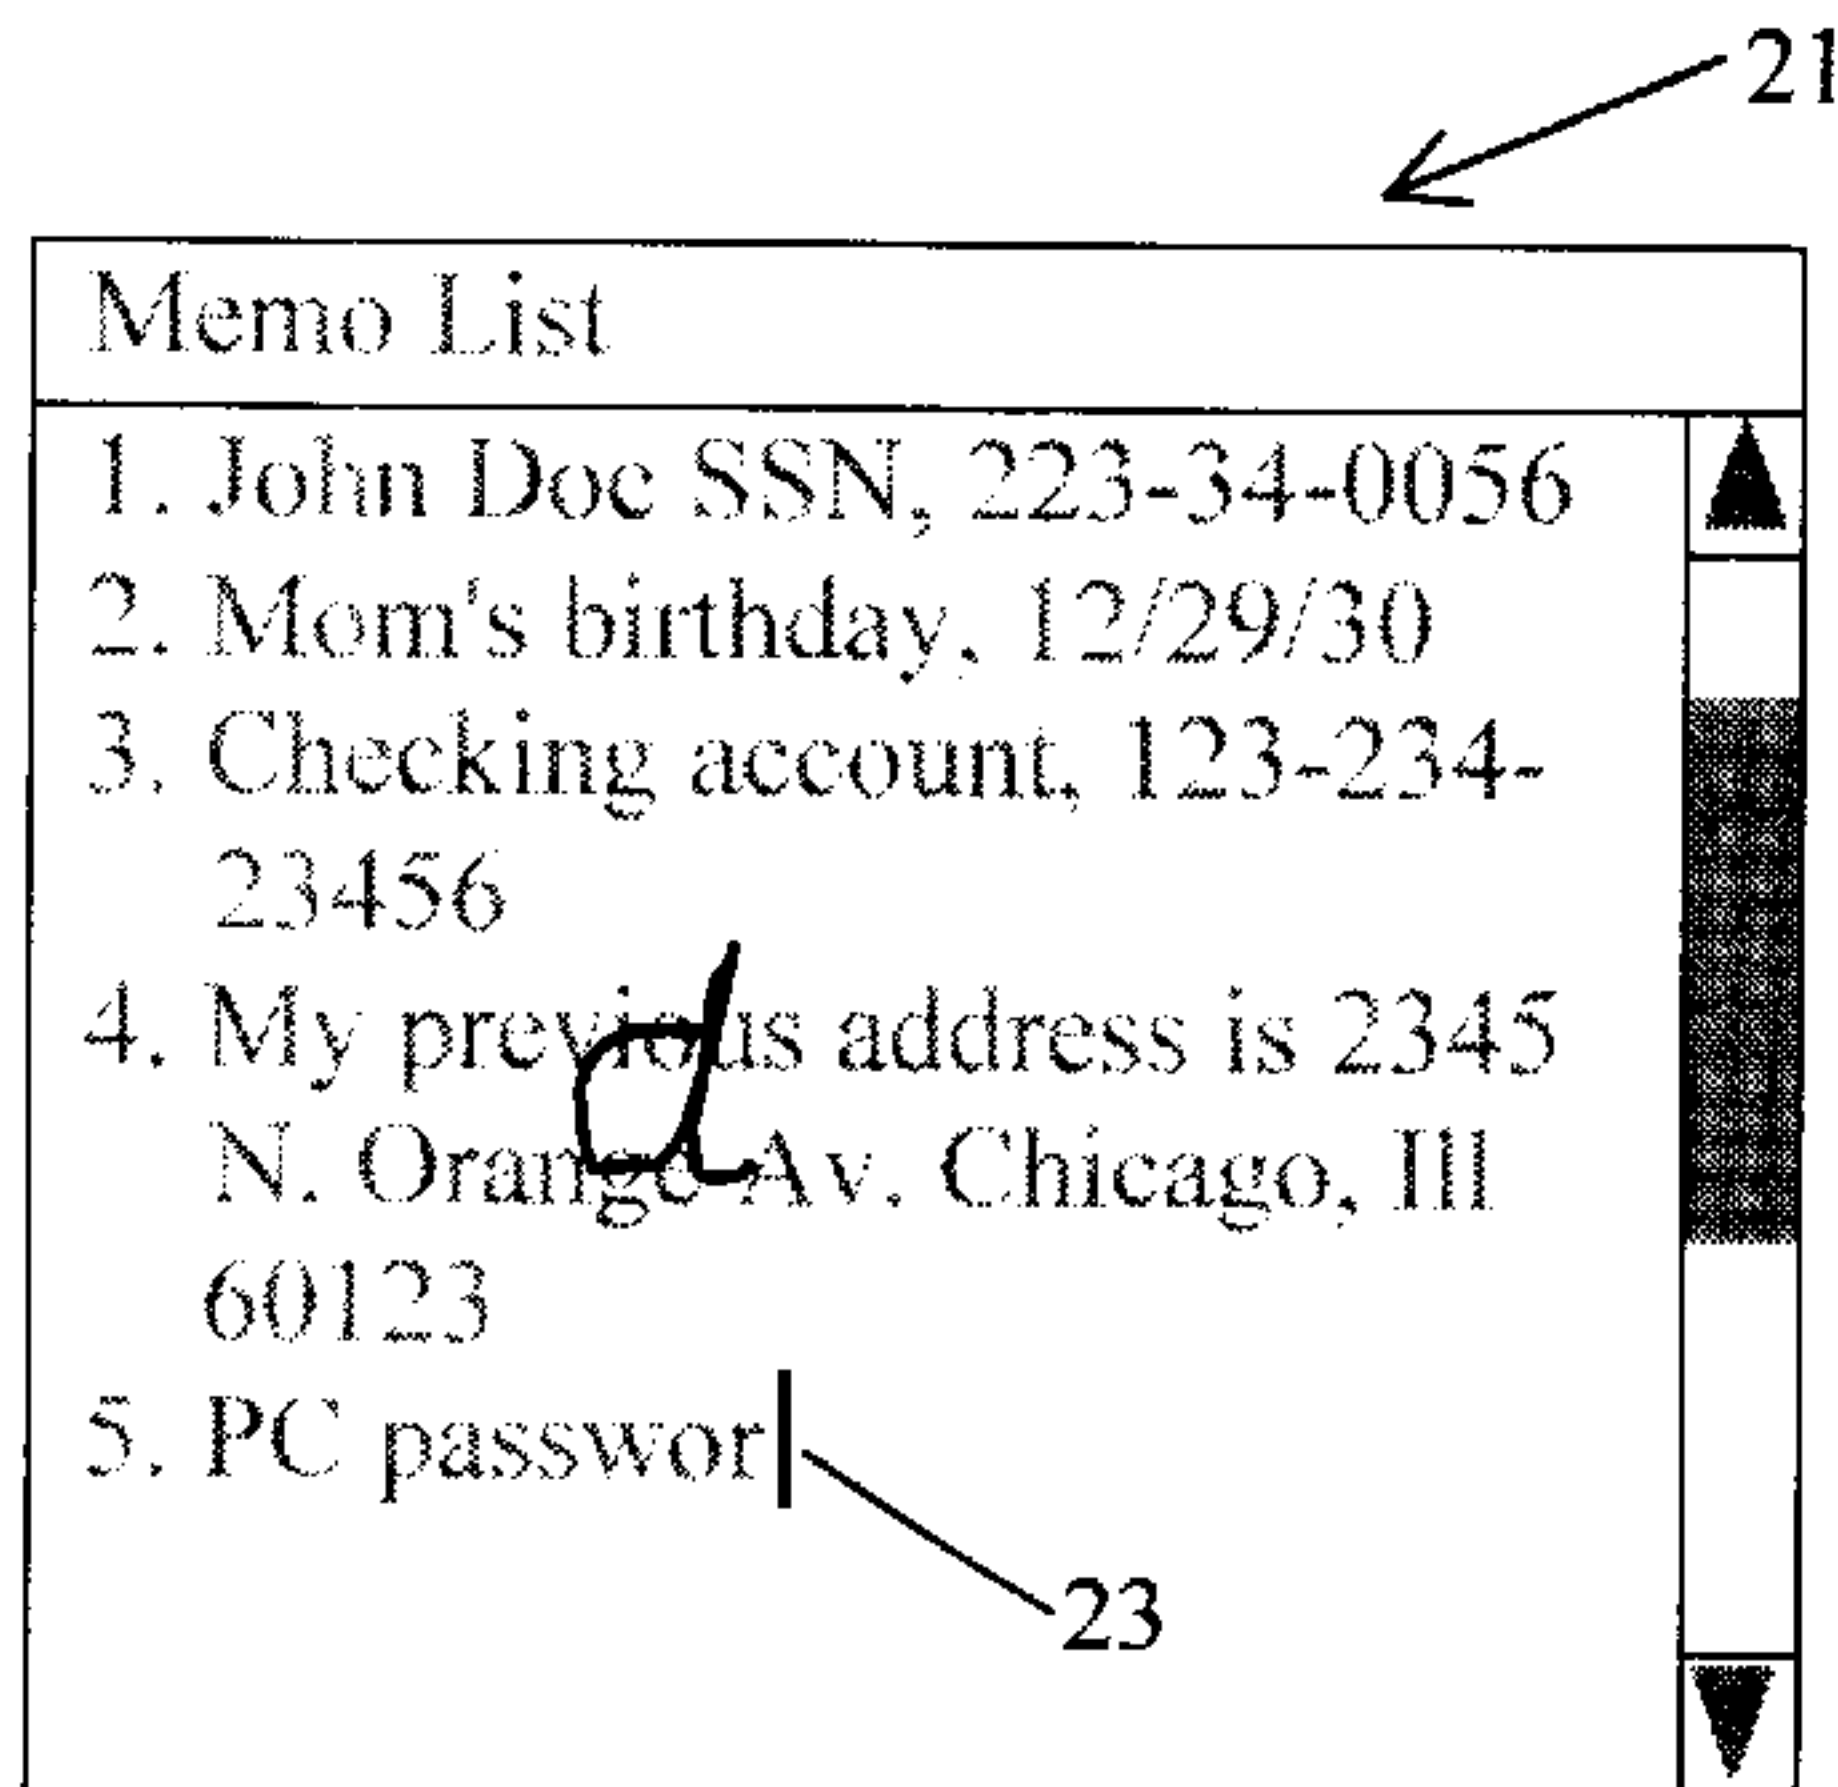 21
Memo List
1. John Doe SSN, 223-34-0056
2. Mom's birthday, 12/29/30
3. Checking account, 123-234-
23456
d
4. My previous address is 2345
N. Orange Av. Chicago, Ill
60123
5. PC passwor
23